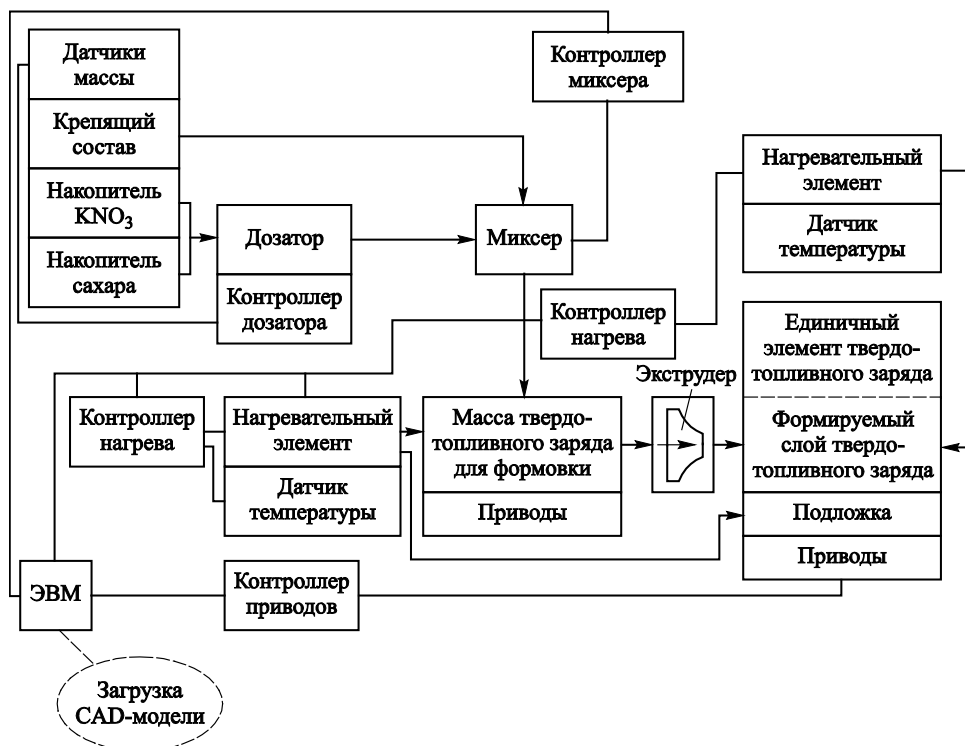 Датчики
массы
Крепящий
состав
Накопитель
KNO3
Накопитель
сахара
Дозатор
Контроллер
дозатора
Контроллер
миксера
Миксер
Нагревательный
элемент
Датчик
температуры
Контроллер
нагрева
Единичный
элемент твердо-
топливного заряда
Формируемый
слой твердо-
топливного заряда
Подложка
Приводы
Экструдер
Контроллер
нагрева
Нагревательный
элемент
Датчик
температуры
Масса твердо-
топливного заряда
для формовки
Приводы
ЭВМ
Контроллер
приводов
Загрузка
CAD-модели